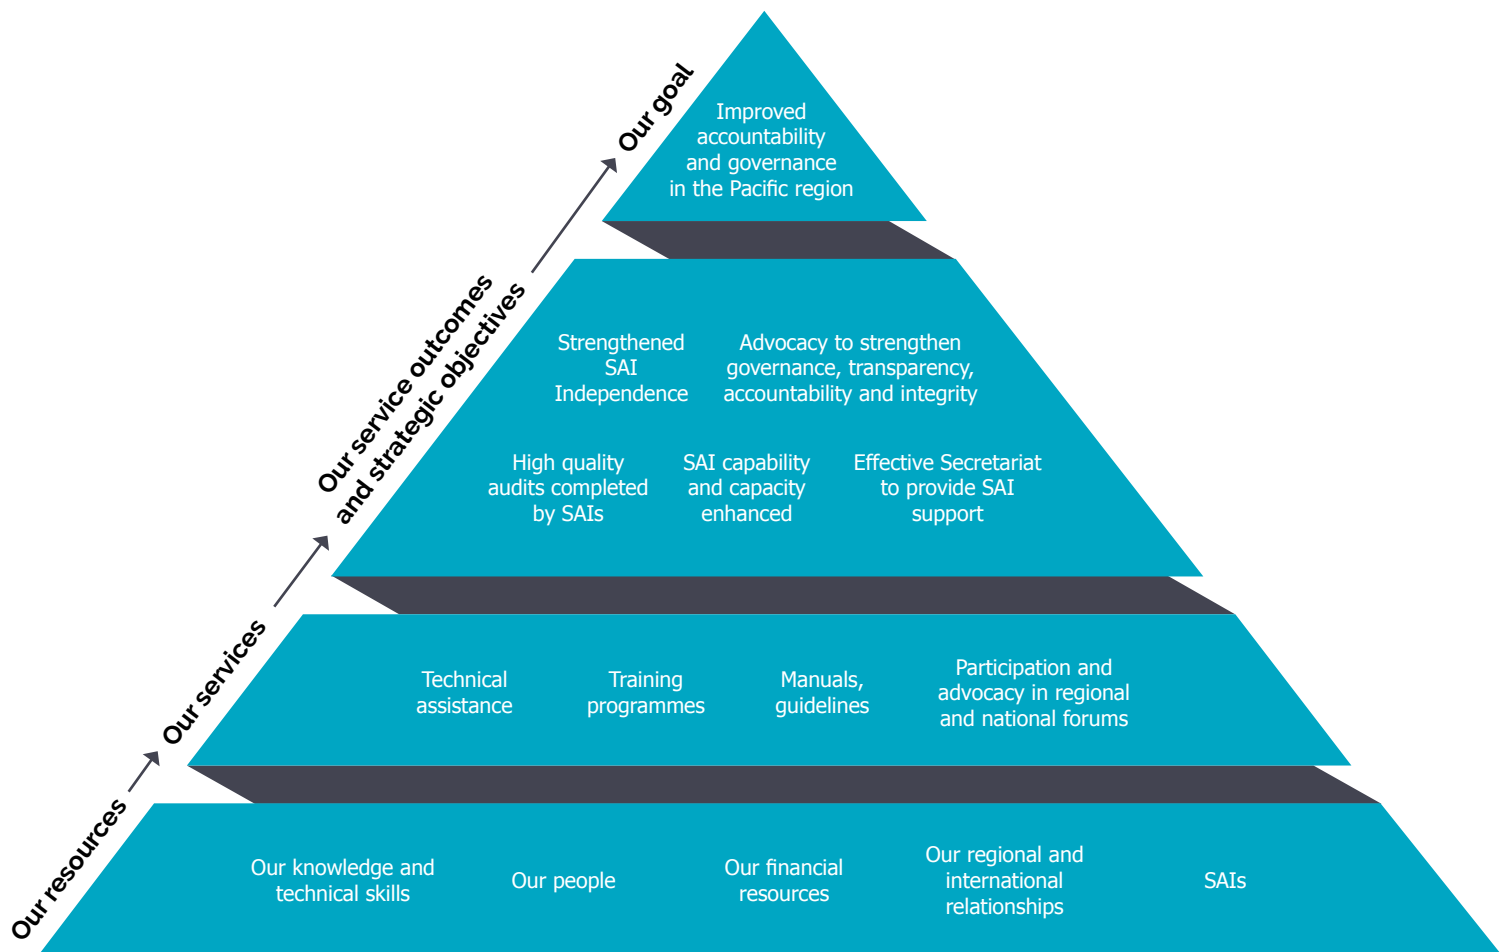 Our goal
Improved
accountability
and governance
in the Pacific region
Our service outcomes
and strategic objectives
Strengthened
SAI
Independence
Advocacy to strengthen
governance, transparency,
accountability and integrity
High quality
audits completed
by SAIs
SAI capability
and capacity
enhanced
Effective Secretariat
to provide SAI
support
Our services
Technical
assistance
Training
programmes
Manuals,
guidelines
Participation and
advocacy in regional
and national forums
Our resources
Our knowledge and
technical skills
Our people
Our financial
resources
Our regional and
international
relationships
SAIs